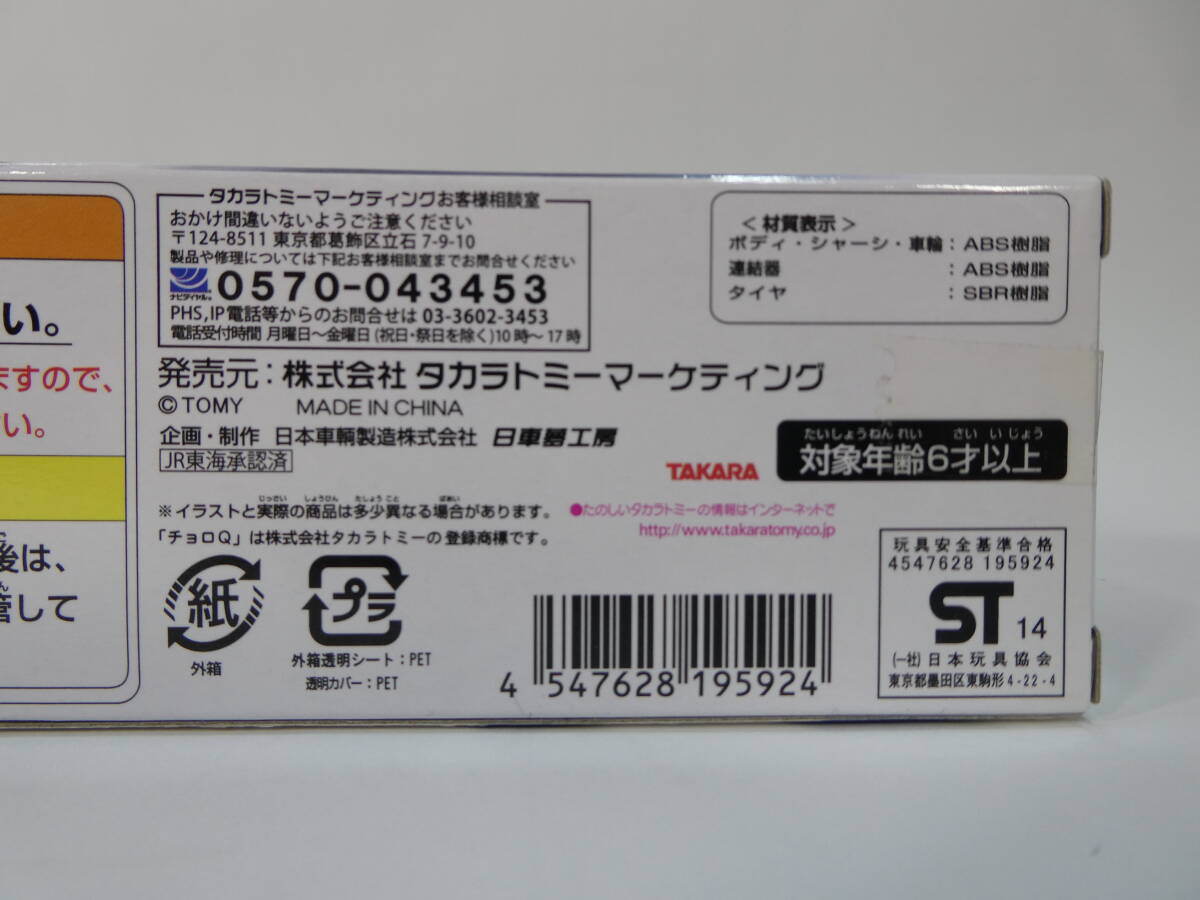 い。
ますので、
い。
後は、
管して
タカラトミーマーケティングお客様相談室
おかけ間違いないようご注意ください
〒124-8511 東京都葛飾区立石 7-9-10
製品や修理については下記お客様相談室までお問合せください
ナビダイヤル 0570-043453
PHS,IP電話等からのお問合せは 03-3602-3453
電話受付時間 月曜日～金曜日(祝日・祭日を除く)10時～17時
発売元：株式会社 タカラトミーマーケティング
© TOMY MADE IN CHINA
企画・制作 日本車輌製造株式会社 日車夢工房
JR東海承認済
※イラストと実際の商品は多少異なる場合があります。
「チョロQ」は株式会社タカラトミーの登録商標です。
紙
外箱
プラ
外箱透明シート：PET
透明カバー：PET
＜材質表示＞
ボディ・シャーシ・車輪：ABS樹脂
連結器：ABS樹脂
タイヤ：SBR樹脂
たいしょうねんれい さいいじょう
対象年齢6才以上
TAKARA
●たのしいタカラトミーの情報はインターネットで
http://www.takaratomy.co.jp
4 547628 195924
玩具安全基準合格
4547628 195924
ST 14
(一社)日本玩具協会
東京都墨田区東駒形4-22-4